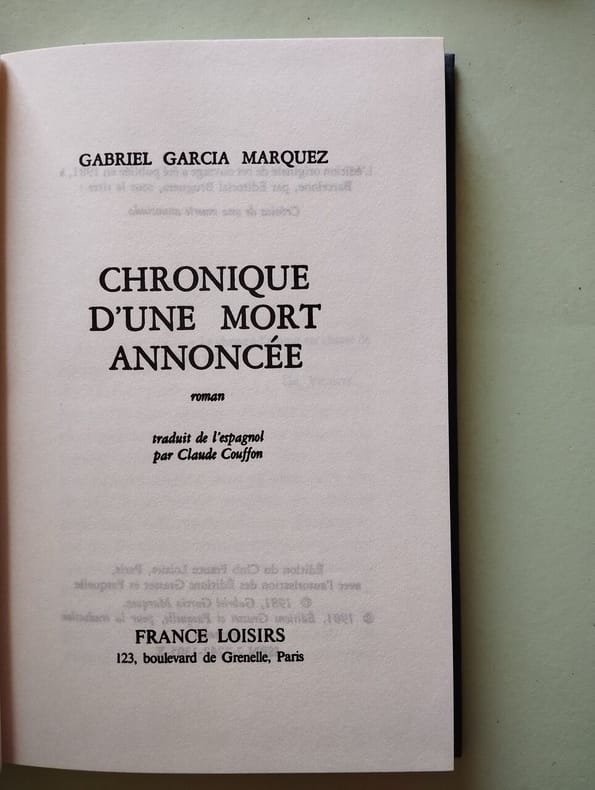 GABRIEL GARCIA MARQUEZ
CHRONIQUE
D'UNE MORT
ANNONCÉE
roman
traduit de l'espagnol
par Claude Couffon
FRANCE LOISIRS
123, boulevard de Grenelle, Paris